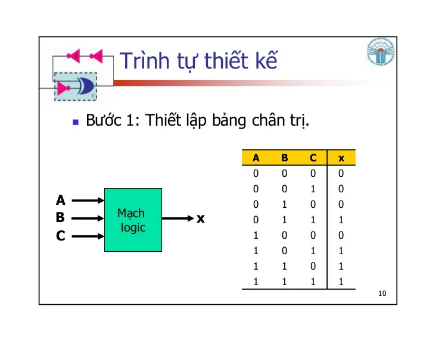 Trình tự thiết kế
Bước 1: Thiết lập bảng chân trị.
A B C x
0 0 0 0
0 0 1 0
0 1 0 0
0 1 1 1
1 0 0 0
1 0 1 1
1 1 0 1
1 1 1 1
A
B
C
Mạch
logic
x
10